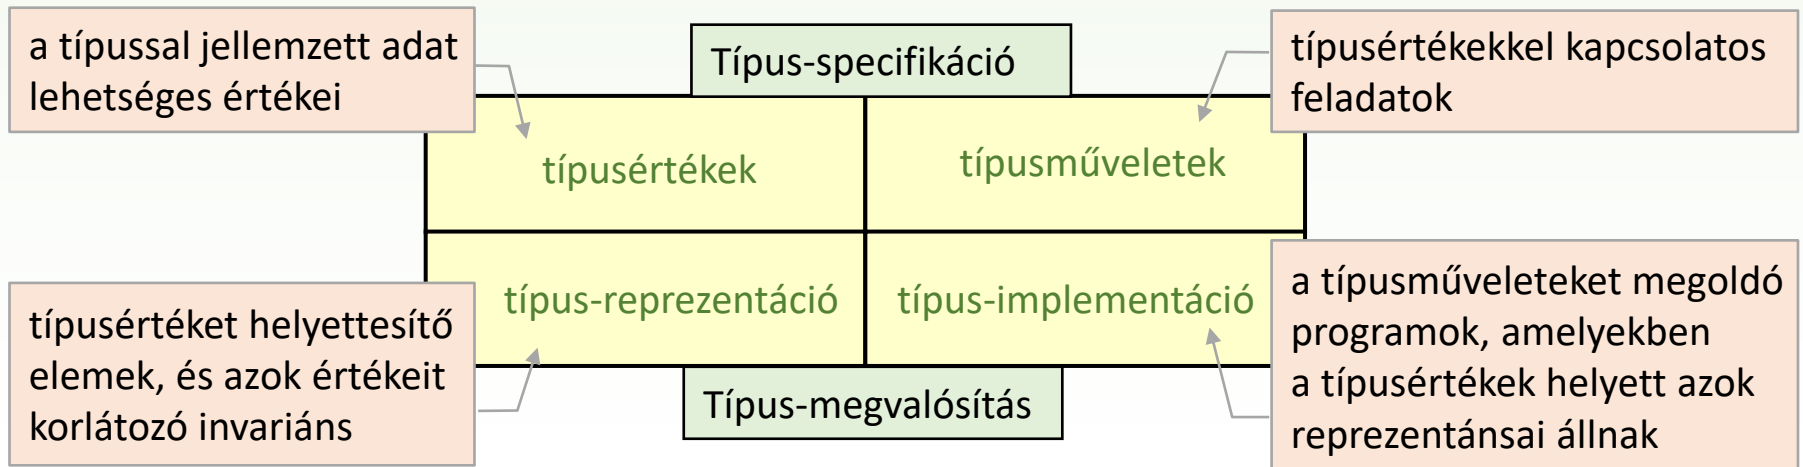 a típussal jellemzett adat
lehetséges értékei
Típus-specifikáció
típusértékekkel kapcsolatos
feladatok
típusértékek
típusműveletek
típus-reprezentáció
típus-implementáció
típusértéket helyettesítő
elemek, és azok értékeit
korlátozó invariáns
Típus-megvalósítás
a típusműveleteket megoldó
programok, amelyekben
a típusértékek helyett azok
reprezentánsai állnak